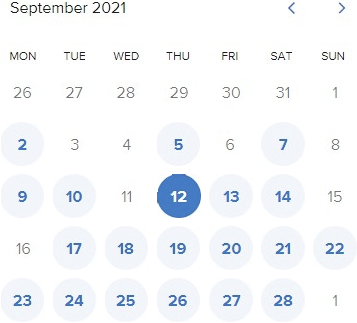 September 2021
MON TUE WED THU FRI SAT SUN
26 27 28 29 30 31 1
2 3 4 5 6 7 8
9 10 11 12 13 14 15
16 17 18 19 20 21 22
23 24 25 26 27 28 1